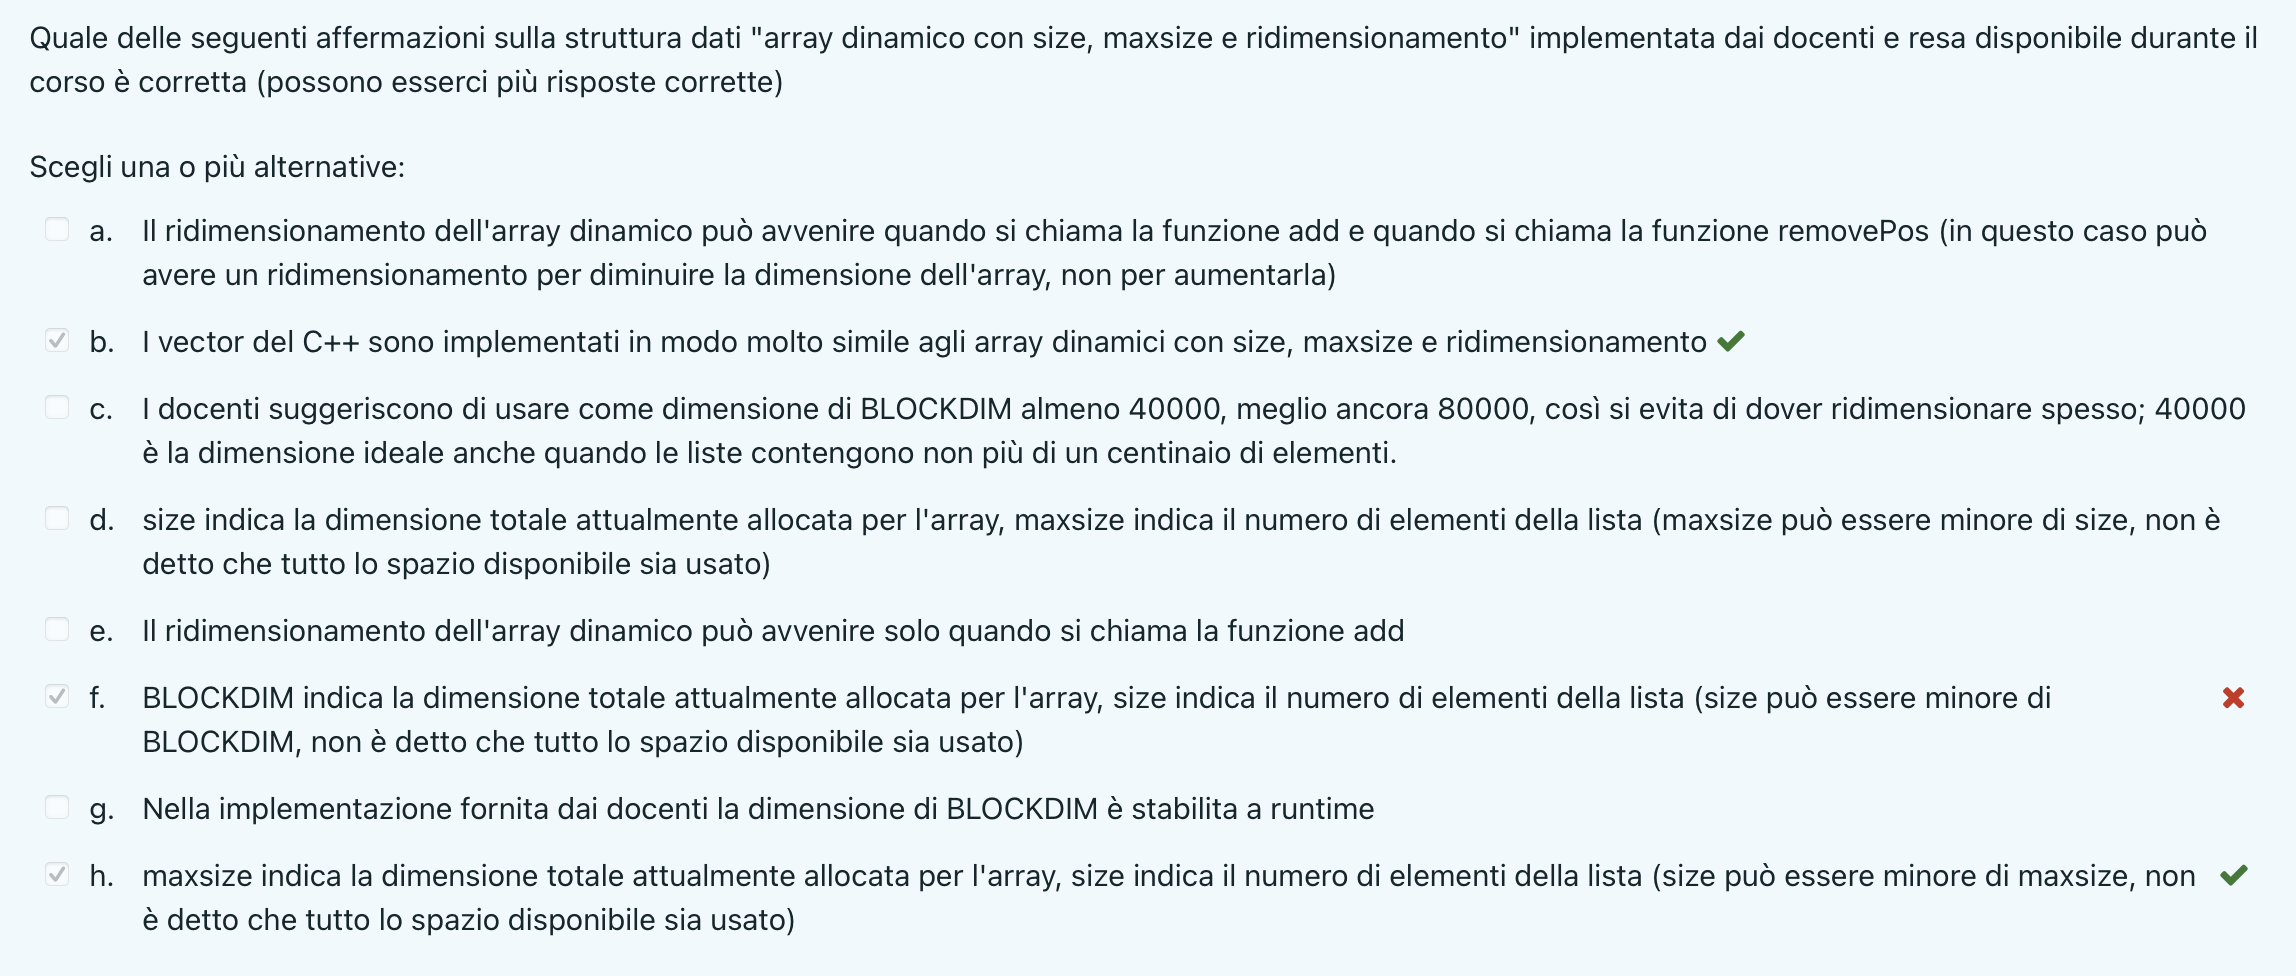 Quale delle seguenti affermazioni sulla struttura dati "array dinamico con size, maxsize e ridimensionamento" implementata dai docenti e resa disponibile durante il
corso è corretta (possono esserci più risposte corrette)
Scegli una o più alternative:
a. Il ridimensionamento dell'array dinamico può avvenire quando si chiama la funzione add e quando si chiama la funzione removePos (in questo caso può
avere un ridimensionamento per diminuire la dimensione dell'array, non per aumentarla)
b. I vector del C++ sono implementati in modo molto simile agli array dinamici con size, maxsize e ridimensionamento
c. I docenti suggeriscono di usare come dimensione di BLOCKDIM almeno 40000, meglio ancora 80000, così si evita di dover ridimensionare spesso; 40000
è la dimensione ideale anche quando le liste contengono non più di un centinaio di elementi.
d. size indica la dimensione totale attualmente allocata per l'array, maxsize indica il numero di elementi della lista (maxsize può essere minore di size, non è
detto che tutto lo spazio disponibile sia usato)
e. Il ridimensionamento dell'array dinamico può avvenire solo quando si chiama la funzione add
f. BLOCKDIM indica la dimensione totale attualmente allocata per l'array, size indica il numero di elementi della lista (size può essere minore di
BLOCKDIM, non è detto che tutto lo spazio disponibile sia usato)
g. Nella implementazione fornita dai docenti la dimensione di BLOCKDIM è stabilita a runtime
h. maxsize indica la dimensione totale attualmente allocata per l'array, size indica il numero di elementi della lista (size può essere minore di maxsize, non
è detto che tutto lo spazio disponibile sia usato)